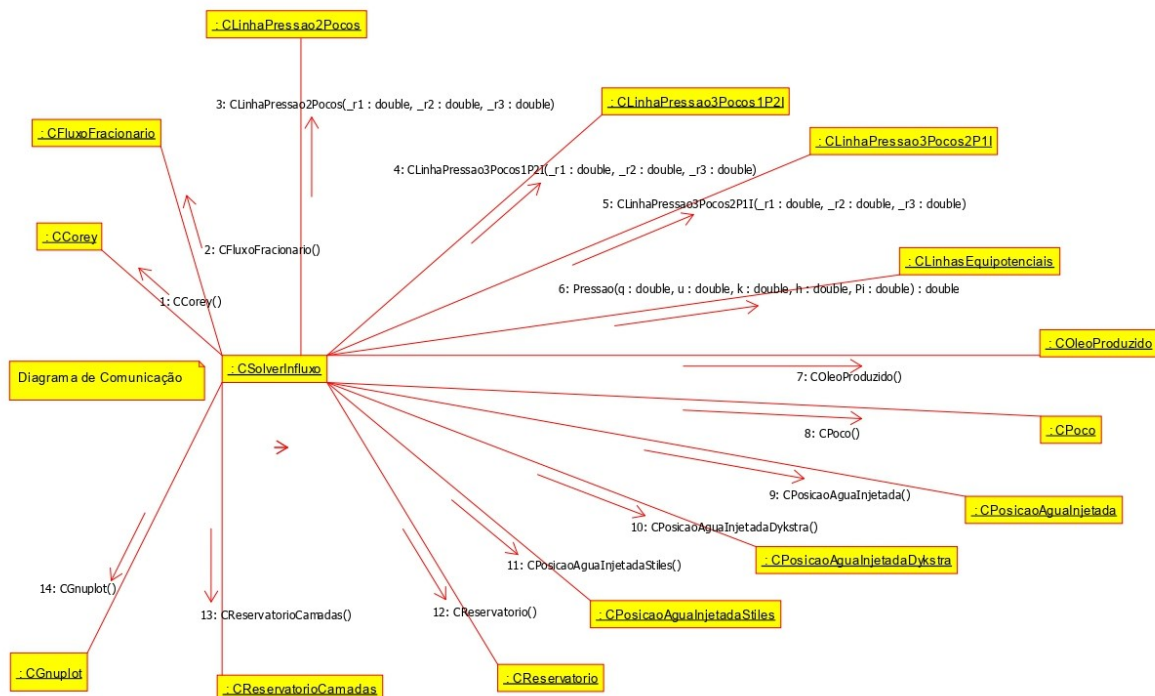 : CLinhaPressao2Pocos
3: CLinhaPressao2Pocos(_r1 : double, _r2 : double, _r3 : double)
: CLinhaPressao3Pocos1P2I
: CFluxoFracionario
: CLinhaPressao3Pocos2P1I
4: CLinhaPressao3Pocos1P2I(_r1 : double, _r2 : double, _r3 : double)
5: CLinhaPressao3Pocos2P1I(_r1 : double, _r2 : double, _r3 : double)
: CCorey
2: CFluxoFracionario()
: CLinhasEquipotenciais
6: Pressao(q : double, u : double, k : double, h : double, Pi : double) : double
1: CCorey()
: COleoProduzido
: CSolverInfluxo
Diagrama de Comunicação
7: COleoProduzido()
: CPoco
8: CPoco()
9: CPosicaoAguaInjetada()
: CPosicaoAguaInjetada
10: CPosicaoAguaInjetadaDykstra()
: CPosicaoAguaInjetadaDykstra
11: CPosicaoAguaInjetadaStiles()
14: CGnuplot()
13: CReservatorioCamadas()
12: CReservatorio()
: CPosicaoAguaInjetadaStiles
: CGnuplot
: CReservatorioCamadas
: CReservatorio